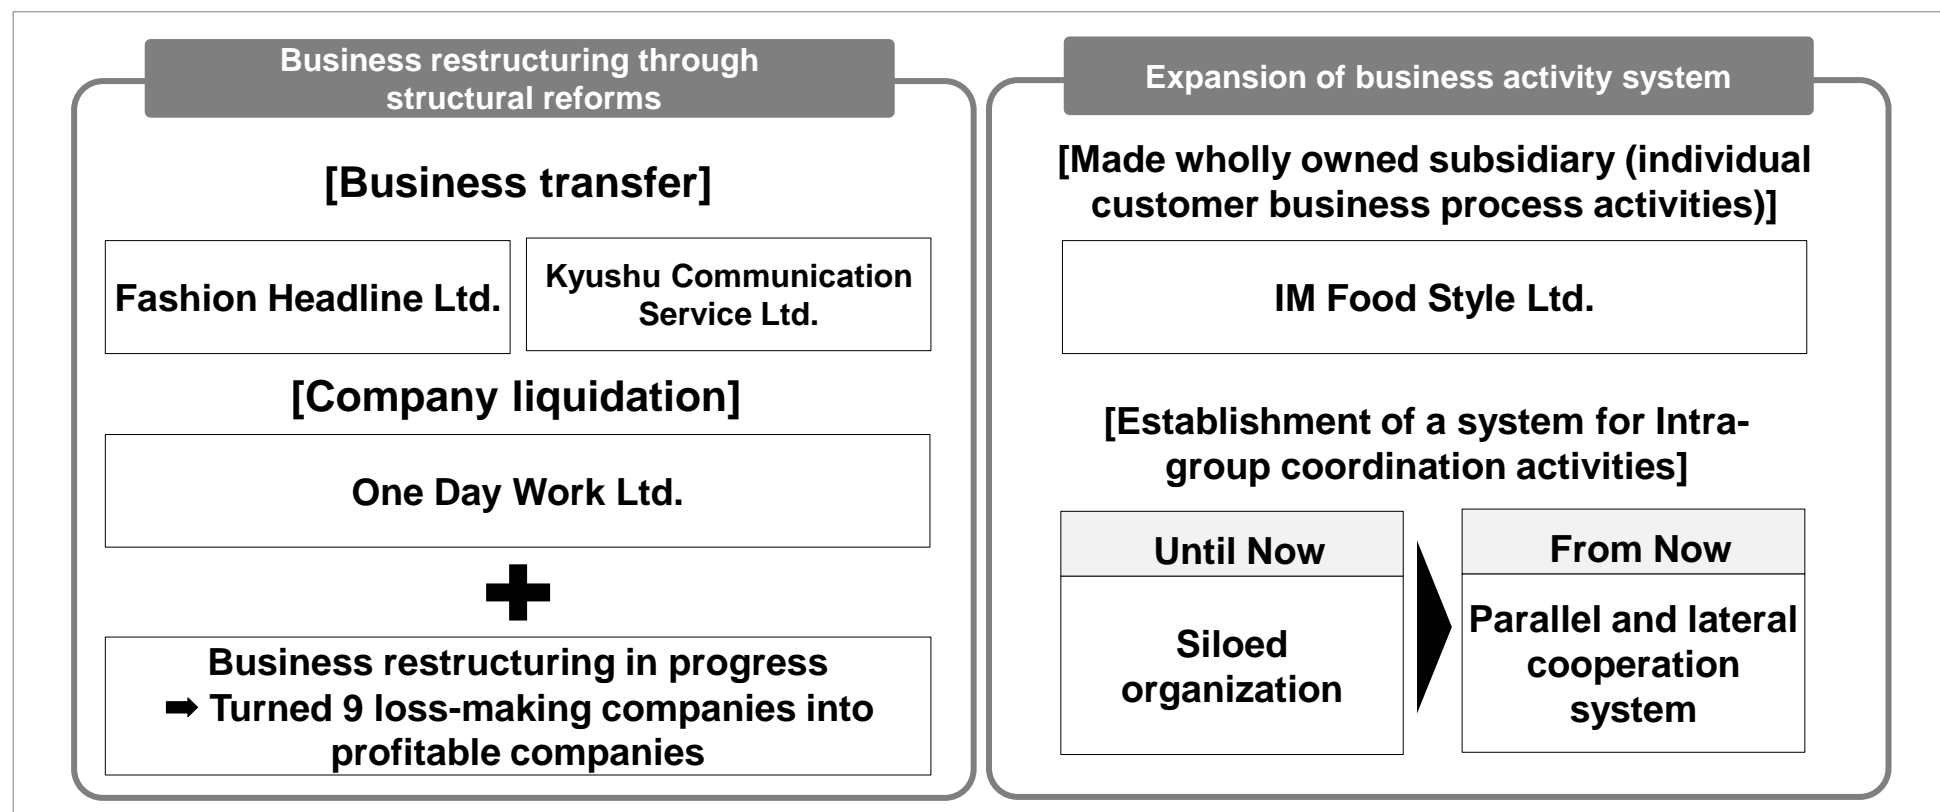 Business restructuring through
structural reforms
[Business transfer]
Fashion Headline Ltd.
Kyushu Communication
Service Ltd.
[Company liquidation]
One Day Work Ltd.
Business restructuring in progress
➡ Turned 9 loss-making companies into
profitable companies
Expansion of business activity system
[Made wholly owned subsidiary (individual
customer business process activities)]
IM Food Style Ltd.
[Establishment of a system for Intra-
group coordination activities]
Until Now
Siloed
organization
From Now
Parallel and lateral
cooperation
system